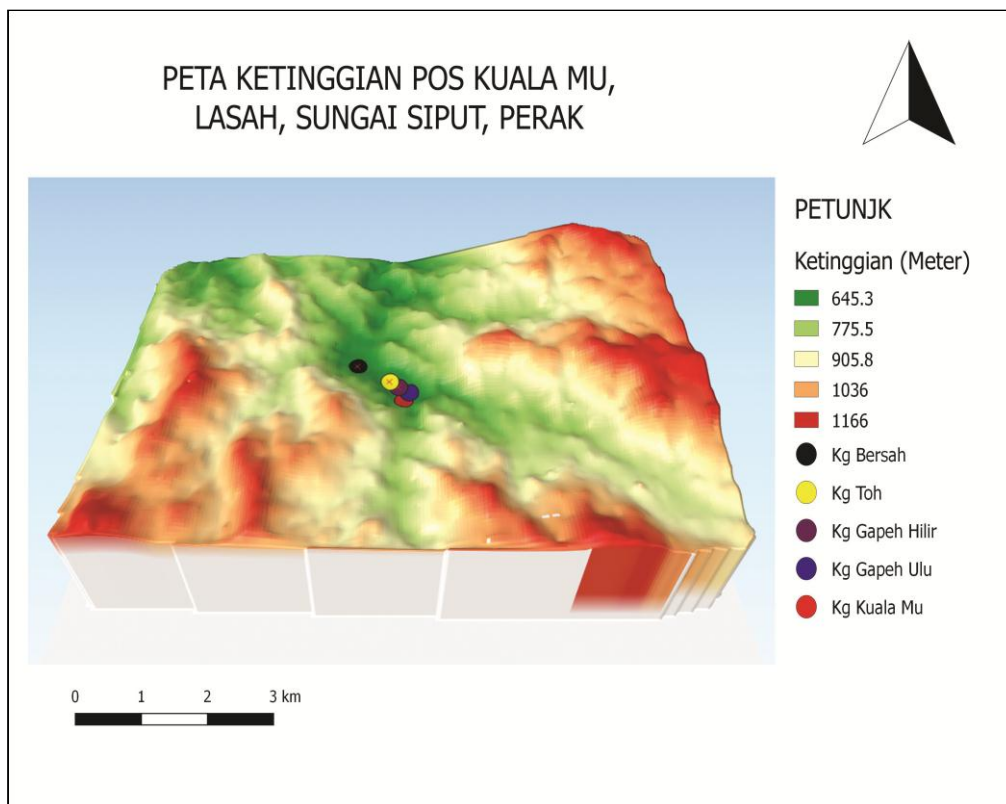 PETA KETINGGIAN POS KUALA MU,
LASAH, SUNGAI SIPUT, PERAK
PETUNJK
Ketinggian (Meter)
645.3
775.5
905.8
1036
1166
Kg Bersah
Kg Toh
Kg Gapeh Hilir
Kg Gapeh Ulu
Kg Kuala Mu
0 1 2 3 km